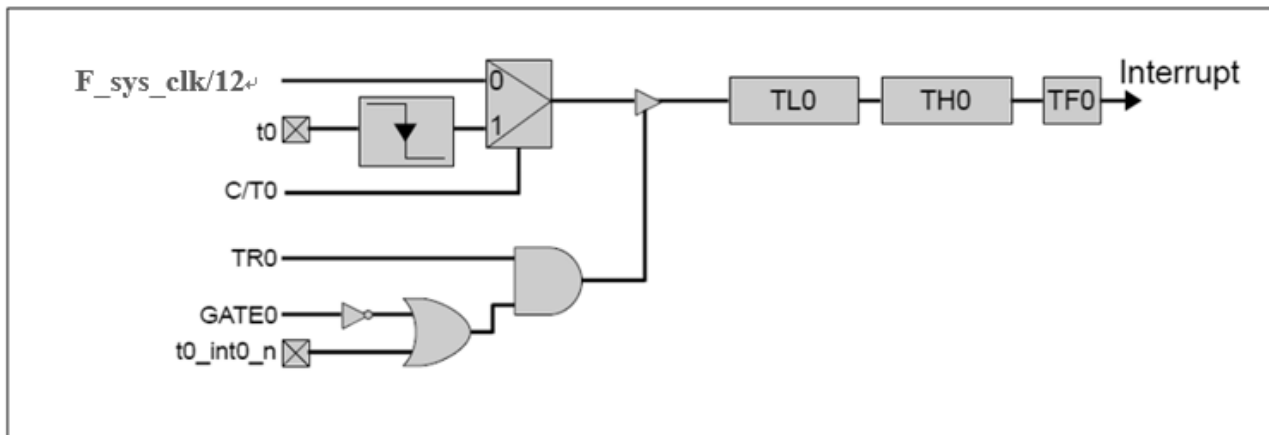 F_sys_clk/12↵
0
Interrupt
TL0
TH0
TF0
t0
1
C/T0
TR0
GATE0
t0_int0_n